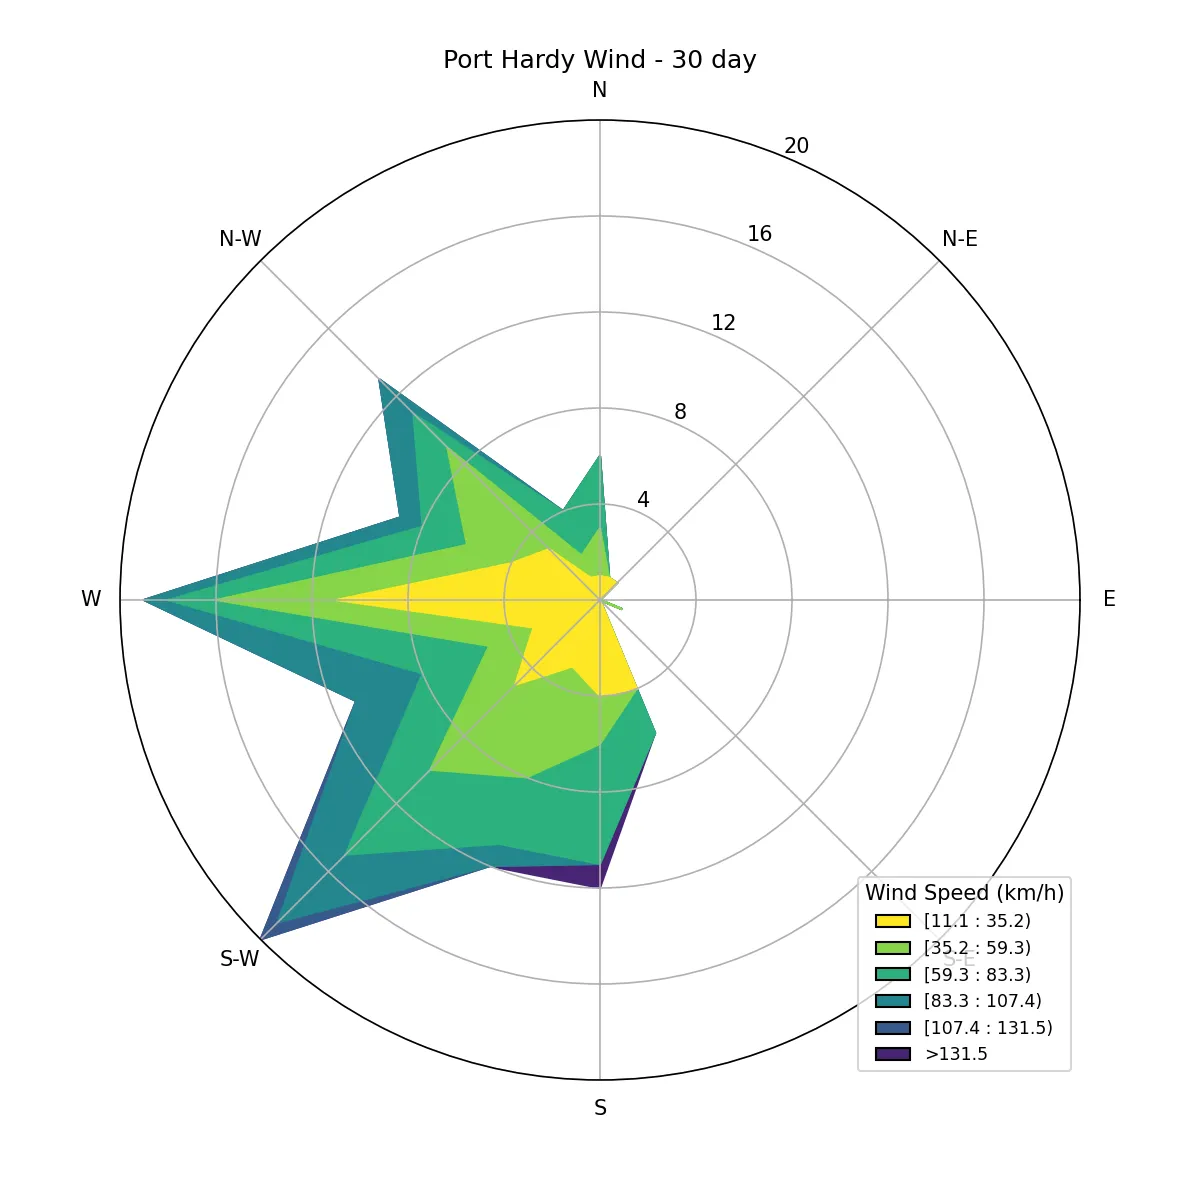 Port Hardy Wind - 30 day
N
20
16
N-W
N-E
12
8
4
W
E
Wind Speed (km/h)
[11.1 : 35.2)
[35.2 : 59.3)
S-W
S-E
[59.3 : 83.3)
[83.3 : 107.4)
[107.4 : 131.5)
>131.5
S